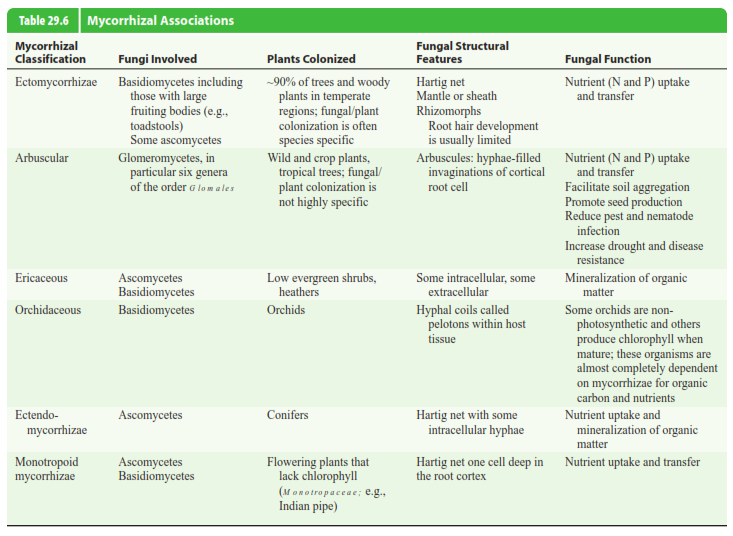 Table 29.6 Mycorrhizal Associations
Mycorrhizal Classification
Fungi Involved
Plants Colonized
Fungal Structural Features
Fungal Function
Ectomycorrhizae
Basidiomycetes including
those with large
fruiting bodies (e.g.,
toadstools)
Some ascomycetes
~90% of trees and woody
plants in temperate
regions; fungal/plant
colonization is often
species specific
Hartig net
Mantle or sheath
Rhizomorphs
Root hair development
is usually limited
Nutrient (N and P) uptake
and transfer
Arbuscular
Glomeromycetes, in
particular six genera
of the order Glomales
Wild and crop plants,
tropical trees; fungal/
plant colonization is
not highly specific
Arbuscules: hyphae-filled
invaginations of cortical
root cell
Nutrient (N and P) uptake
and transfer
Facilitate soil aggregation
Promote seed production
Reduce pest and nematode
infection
Increase drought and disease
resistance
Ericaceous
Ascomycetes
Basidiomycetes
Low evergreen shrubs,
heathers
Some intracellular, some
extracellular
Mineralization of organic
matter
Orchidaceous
Basidiomycetes
Orchids
Hyphal coils called
pelotons within host
tissue
Some orchids are non-
photosynthetic and others
produce chlorophyll when
mature; these organisms are
almost completely dependent
on mycorrhizae for organic
carbon and nutrients
Ectendo-
mycorrhizae
Ascomycetes
Conifers
Hartig net with some
intracellular hyphae
Nutrient uptake and
mineralization of organic
matter
Monotropoid
mycorrhizae
Ascomycetes
Basidiomycetes
Flowering plants that
lack chlorophyll
(Monotropaceae; e.g.,
Indian pipe)
Hartig net one cell deep in
the root cortex
Nutrient uptake and transfer